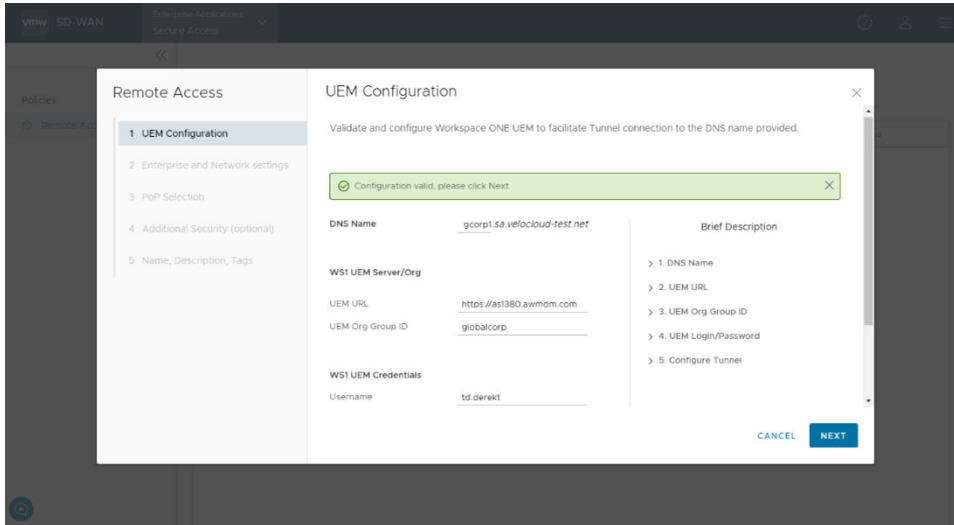 vmw SD-WAN
Enterprise Applications
Secure Access
Policies
Remote Acc
Remote Access
1 UEM Configuration
2 Enterprise and Network settings
3 PoP Selection
4 Additional Security (optional)
5 Name, Description, Tags
UEM Configuration
Validate and configure Workspace ONE UEM to facilitate Tunnel connection to the DNS name provided.
Configuration valid, please click Next
DNS Name
gcorp1.sa.velocloud-test.net
WS1 UEM Server/Org
UEM URL
https://as1380.awmdm.com
UEM Org Group ID
globalcorp
WS1 UEM Credentials
Username
td.derekt
Brief Description
1. DNS Name
2. UEM URL
3. UEM Org Group ID
4. UEM Login/Password
5. Configure Tunnel
CANCEL
NEXT